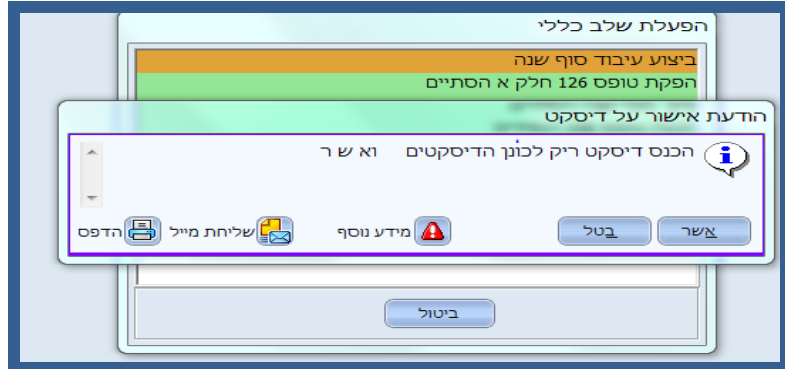 הפעלת שלב כללי
ביצוע עיבוד סוף שנה
הפקת טופס 126 חלק א הסתיים
הודעת אישור על דיסקט
הכנס דיסקט ריק לכונן הדיסקטים וא ש ר
אשר
בטל
מידע נוסף
שליחת מייל
הדפס
ביטול